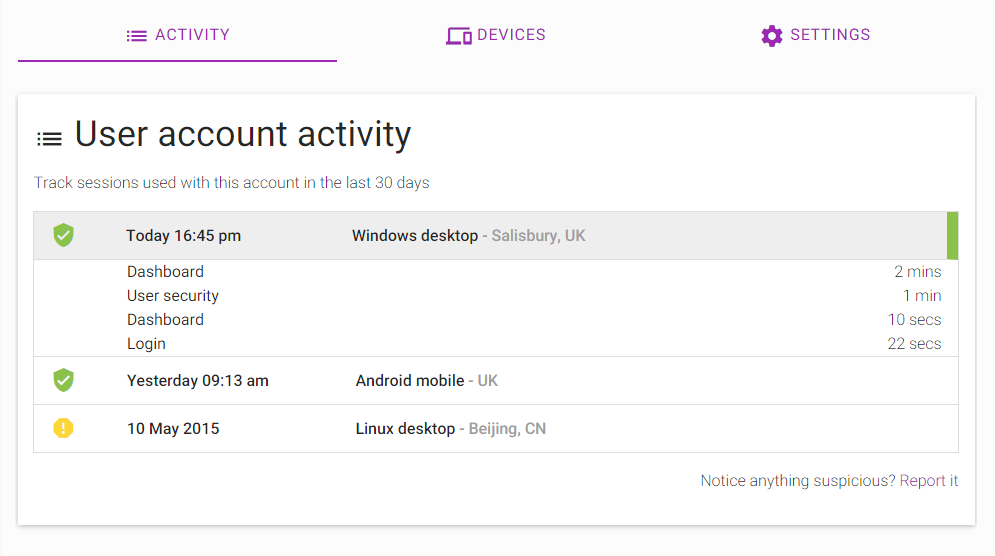 ACTIVITY DEVICES SETTINGS
User account activity
Track sessions used with this account in the last 30 days
Today 16:45 pm Windows desktop - Salisbury, UK
Dashboard 2 mins
User security 1 min
Dashboard 10 secs
Login 22 secs
Yesterday 09:13 am Android mobile - UK
10 May 2015 Linux desktop - Beijing, CN
Notice anything suspicious? Report it